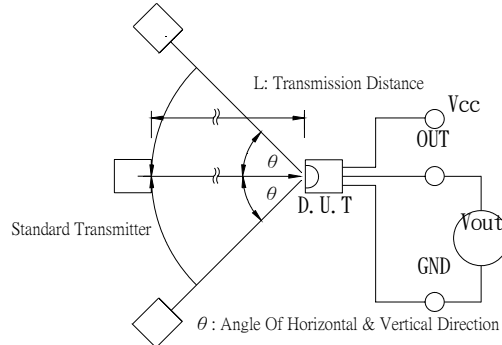 L: Transmission Distance
Vcc
OUT
θ
θ
D. U. T
Standard Transmitter
Vout
GND
θ : Angle Of Horizontal & Vertical Direction